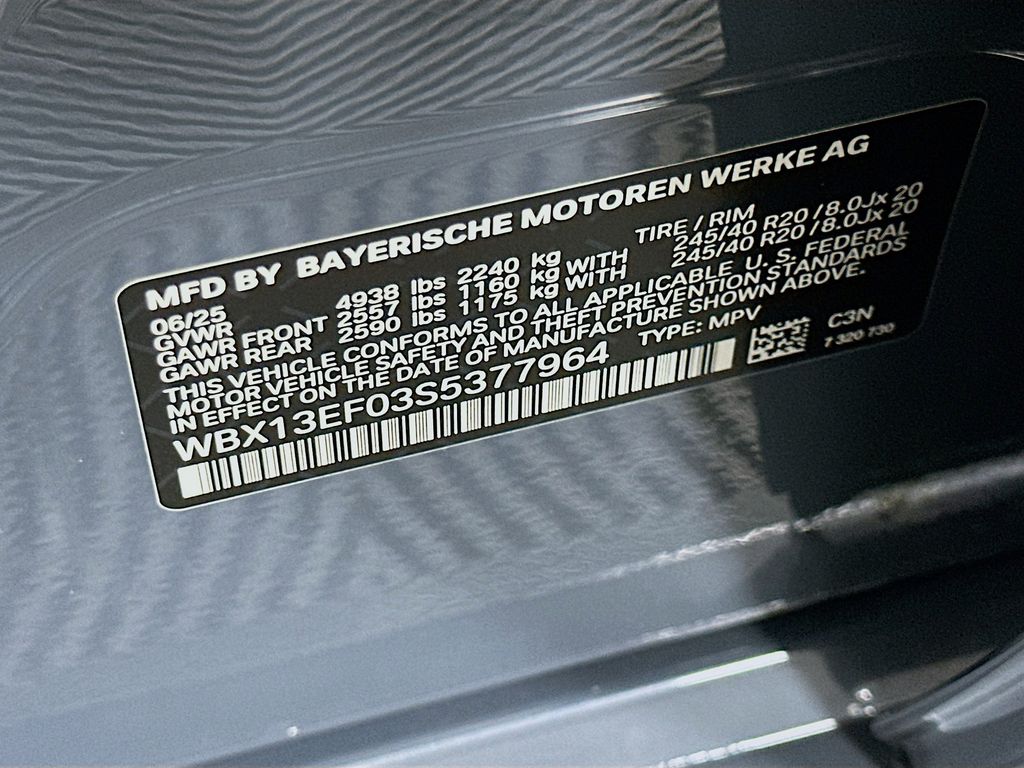 MFD BY BAYERISCHE MOTOREN WERKE AG
06/25 TIRE / RIM
GVWR 4938 lbs 2240 kg
GAWR FRONT 2557 lbs 1160 kg WITH 245/40 R20 / 8.0Jx 20
GAWR REAR 2590 lbs 1175 kg WITH 245/40 R20 / 8.0Jx 20
THIS VEHICLE CONFORMS TO ALL APPLICABLE U. S. FEDERAL
MOTOR VEHICLE SAFETY AND THEFT PREVENTION STANDARDS
IN EFFECT ON THE DATE OF MANUFACTURE SHOWN ABOVE.
WBX13EF03S5377964 TYPE: MPV C3N
7 320 730